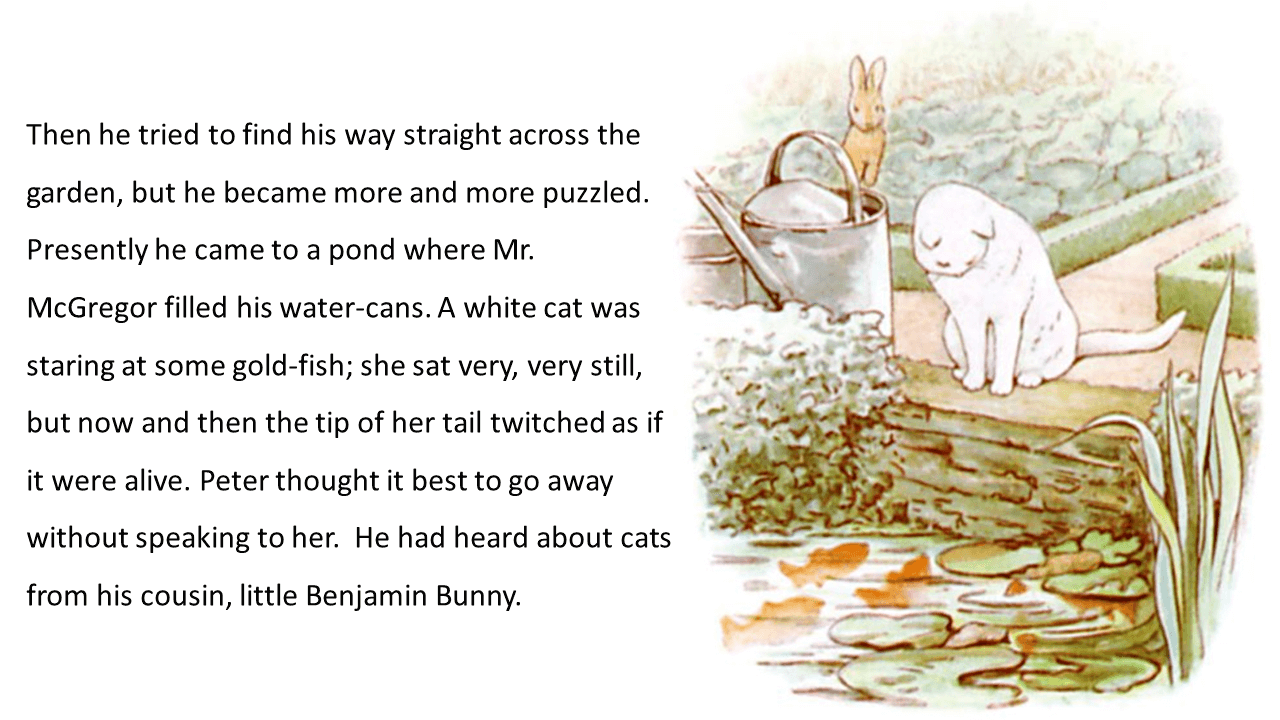 Then he tried to find his way straight across the
garden, but he became more and more puzzled.
Presently he came to a pond where Mr.
McGregor filled his water-cans. A white cat was
staring at some gold-fish; she sat very, very still,
but now and then the tip of her tail twitched as if
it were alive. Peter thought it best to go away
without speaking to her.  He had heard about cats
from his cousin, little Benjamin Bunny.